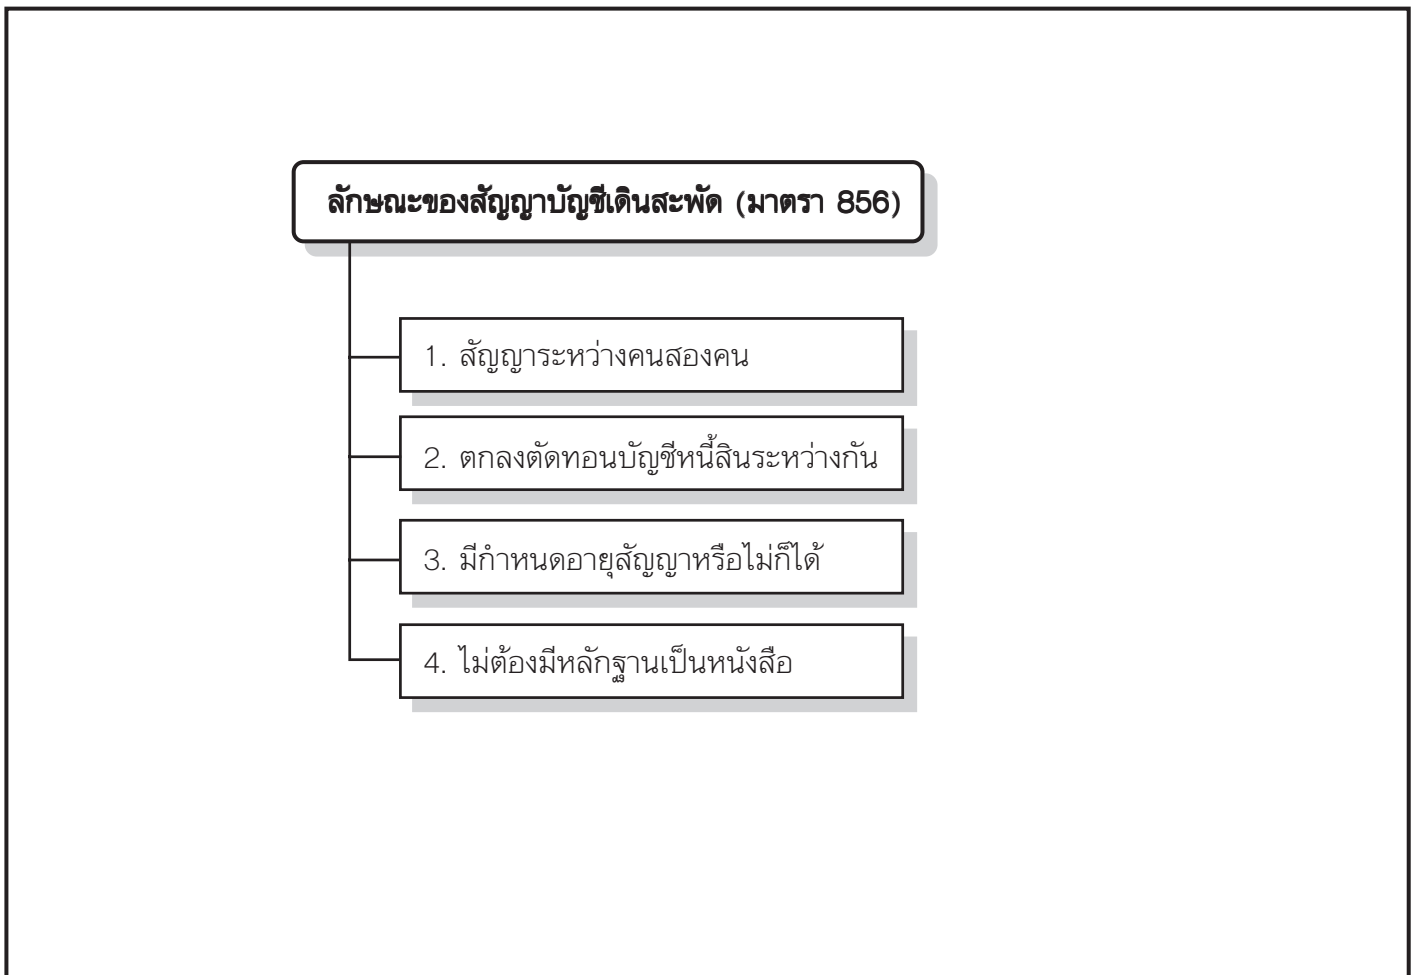 ลักษณะของสัญญาบัญชีเดินสะพัด (มาตรา 856)
1. สัญญาระหว่างคนสองคน
2. ตกลงตัดทอนบัญชีหนี้สินระหว่างกัน
3. มีกำหนดอายุสัญญาหรือไม่ก็ได้
4. ไม่ต้องมีหลักฐานเป็นหนังสือ